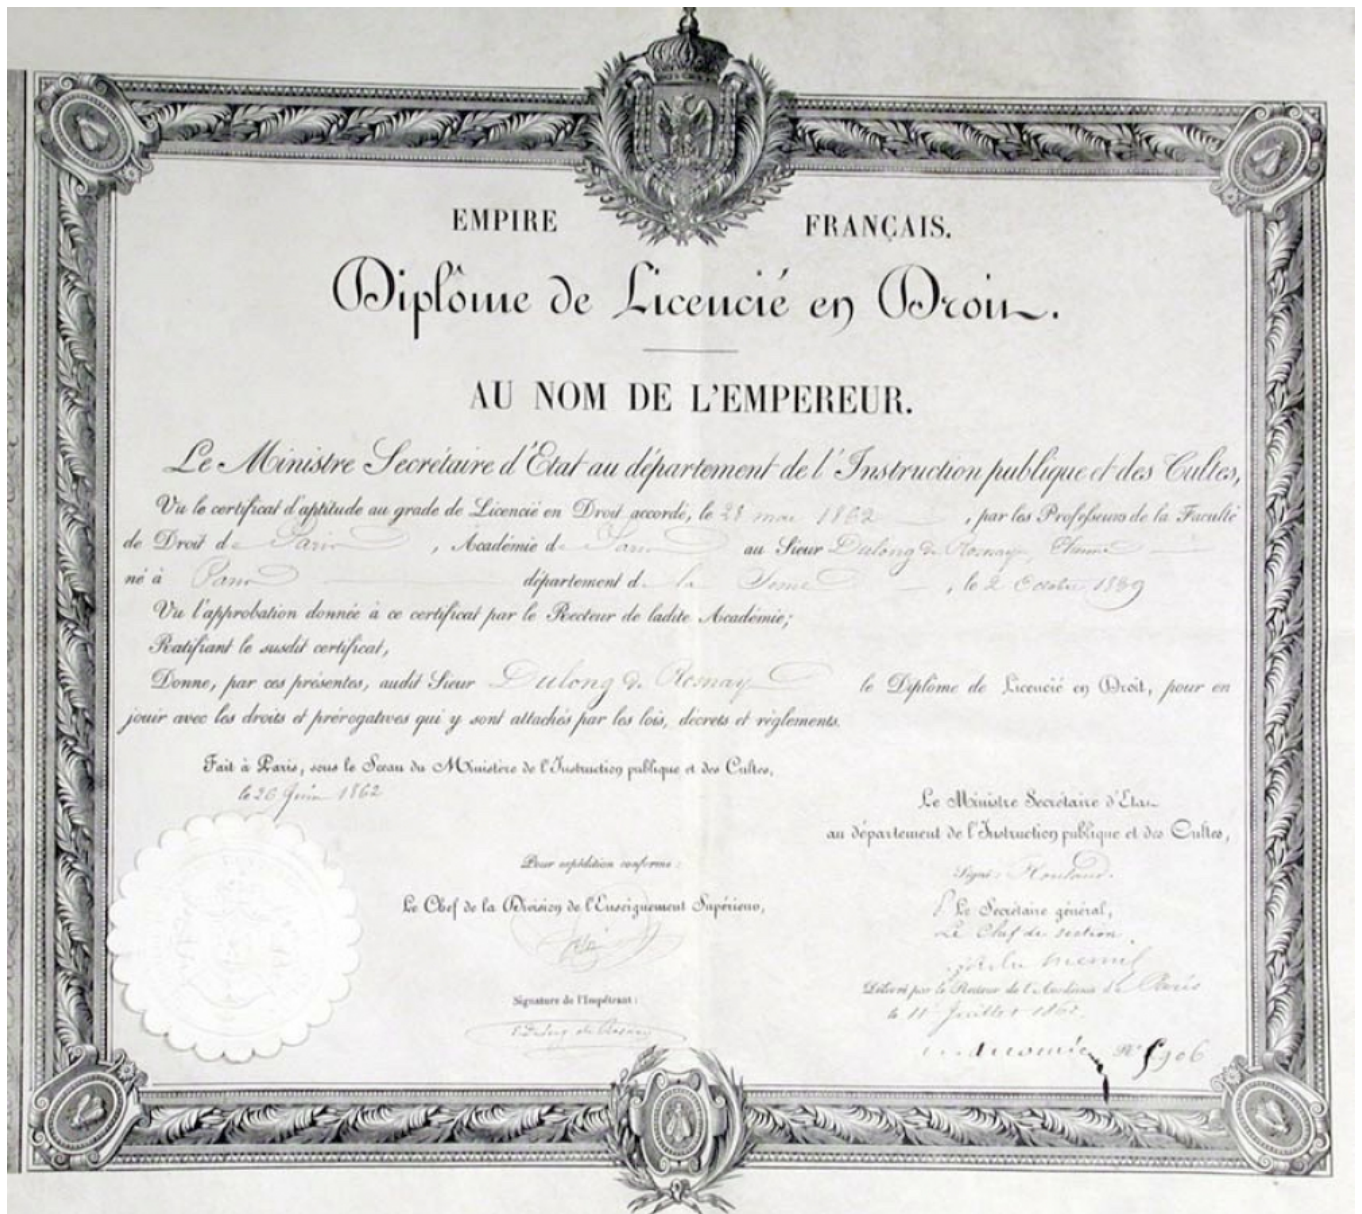 EMPIRE FRANÇAIS.
Diplôme de Licencié en Droit.
AU NOM DE L'EMPEREUR.
Le Ministre Secrétaire d'Etat au département de l'Instruction publique et des Cultes,
Vu le certificat d'aptitude au grade de Licencié en Droit accordé, le 28 mai 1862, par les Professeurs de la Faculté
de Droit de Paris, Académie de Paris au Sieur Dulong de Rosnay,
né à Paris département de la Seine, le 2 Octobre 1839
Vu l'approbation donnée à ce certificat par le Recteur de ladite Académie;
Ratifiant le susdit certificat,
Donne, par ces présentes, audit Sieur Dulong de Rosnay le Diplôme de Licencié en Droit, pour en
jouir avec les droits et prérogatives qui y sont attachés par les lois, décrets et règlements.
Fait à Paris, sous le Sceau du Ministère de l'Instruction publique et des Cultes,
le 20 Juin 1862
Le Ministre Secrétaire d'Etat
au département de l'Instruction publique et des Cultes,
Signé: Rouland.
Pour expédition conforme:
Le Chef de la Division de l'Enseignement Supérieur,
Le Secrétaire général,
Le Chef de section
Délivré par le Recteur de l'Académie de Paris
le 11 Juillet 1862.
Signature de l'Impétrant: